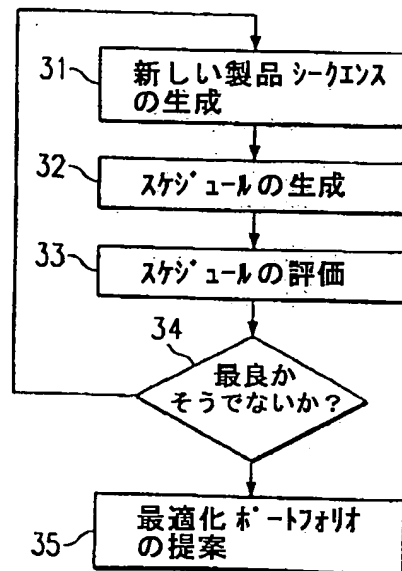 31
新しい製品 シークエンス
の生成
32
スケジュールの生成
33
スケジュールの評価
34
最良か
そうでないか？
35
最適化 ポートフォリオ
の提案